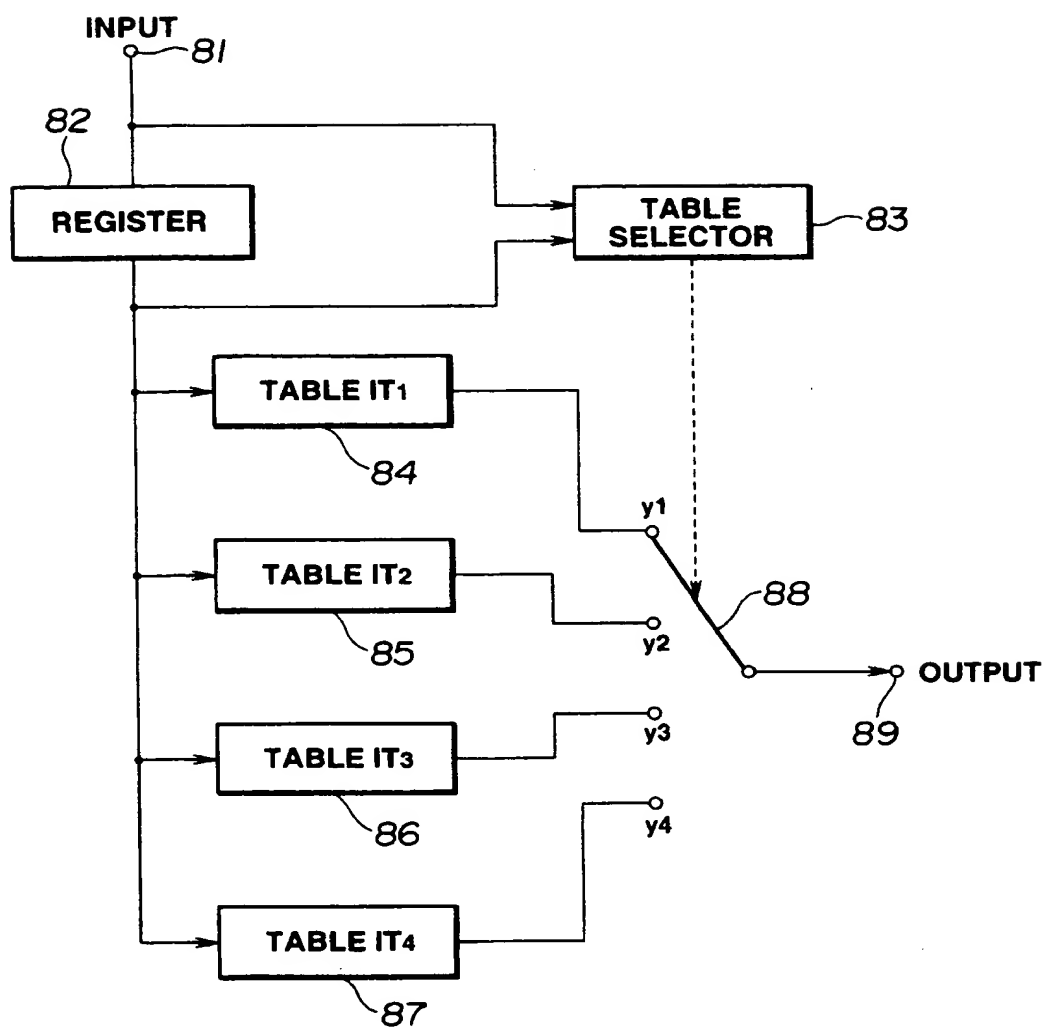 INPUT
81
82
REGISTER
TABLE
SELECTOR
83
TABLE IT1
84
y1
TABLE IT2
85
y2
88
OUTPUT
89
TABLE IT3
86
y3
y4
TABLE IT4
87